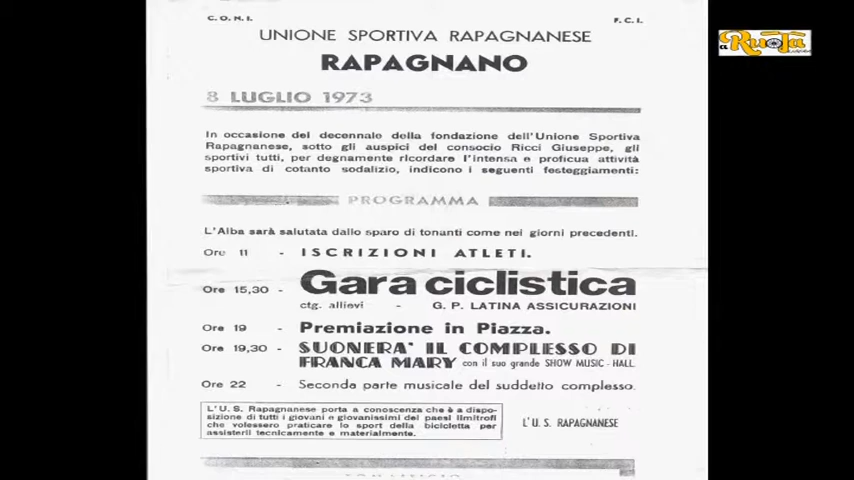 C.O.N.I. F.C.I.
UNIONE SPORTIVA RAPAGNANESE
RAPAGNANO
8 LUGLIO 1973
In occasione del decennale della fondazione dell'Unione Sportiva
Rapagnanese, sotto gli auspici del consocio Ricci Giuseppe, gli
sportivi tutti, per degnamente ricordare l'intensa e proficua attività
sportiva di cotanto sodalizio, indicono i seguenti festeggiamenti:
PROGRAMMA
L'Alba sarà salutata dallo sparo di tonanti come nei giorni precedenti.
Ore 11 - ISCRIZIONI ATLETI.
Ore 15,30 - Gara ciclistica
ctg. allievi - G. P. LATINA ASSICURAZIONI
Ore 19 - Premiazione in Piazza.
Ore 19,30 - SUONERA' IL COMPLESSO DI
FRANCA MARY con il suo grande SHOW MUSIC - HALL.
Ore 22 - Seconda parte musicale del suddetto complesso.
L'U. S. Rapagnanese porta a conoscenza che è a dispo-
sizione di tutti i giovani e giovanissimi dei paesi limitrofi
che volessero praticare lo sport della bicicletta per
assisterli tecnicamente e materialmente.
L'U. S. RAPAGNANESE
a RuoTa